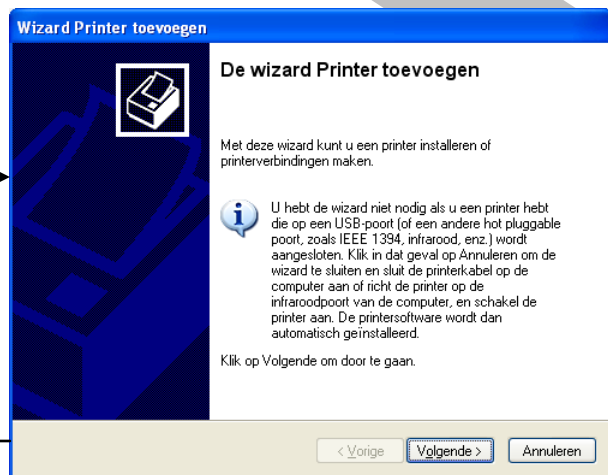 Wizard Printer toevoegen
De wizard Printer toevoegen
Met deze wizard kunt u een printer installeren of
printerverbindingen maken.
U hebt de wizard niet nodig als u een printer hebt
die op een USB-poort (of een andere hot pluggable
poort, zoals IEEE 1394, infrarood, enz.) wordt
aangesloten. Klik in dat geval op Annuleren om de
wizard te sluiten en sluit de printerkabel op de
computer aan of richt de printer op de
infraroodpoort van de computer, en schakel de
printer aan. De printersoftware wordt dan
automatisch geïnstalleerd.
Klik op Volgende om door te gaan.
< Vorige Volgende > Annuleren